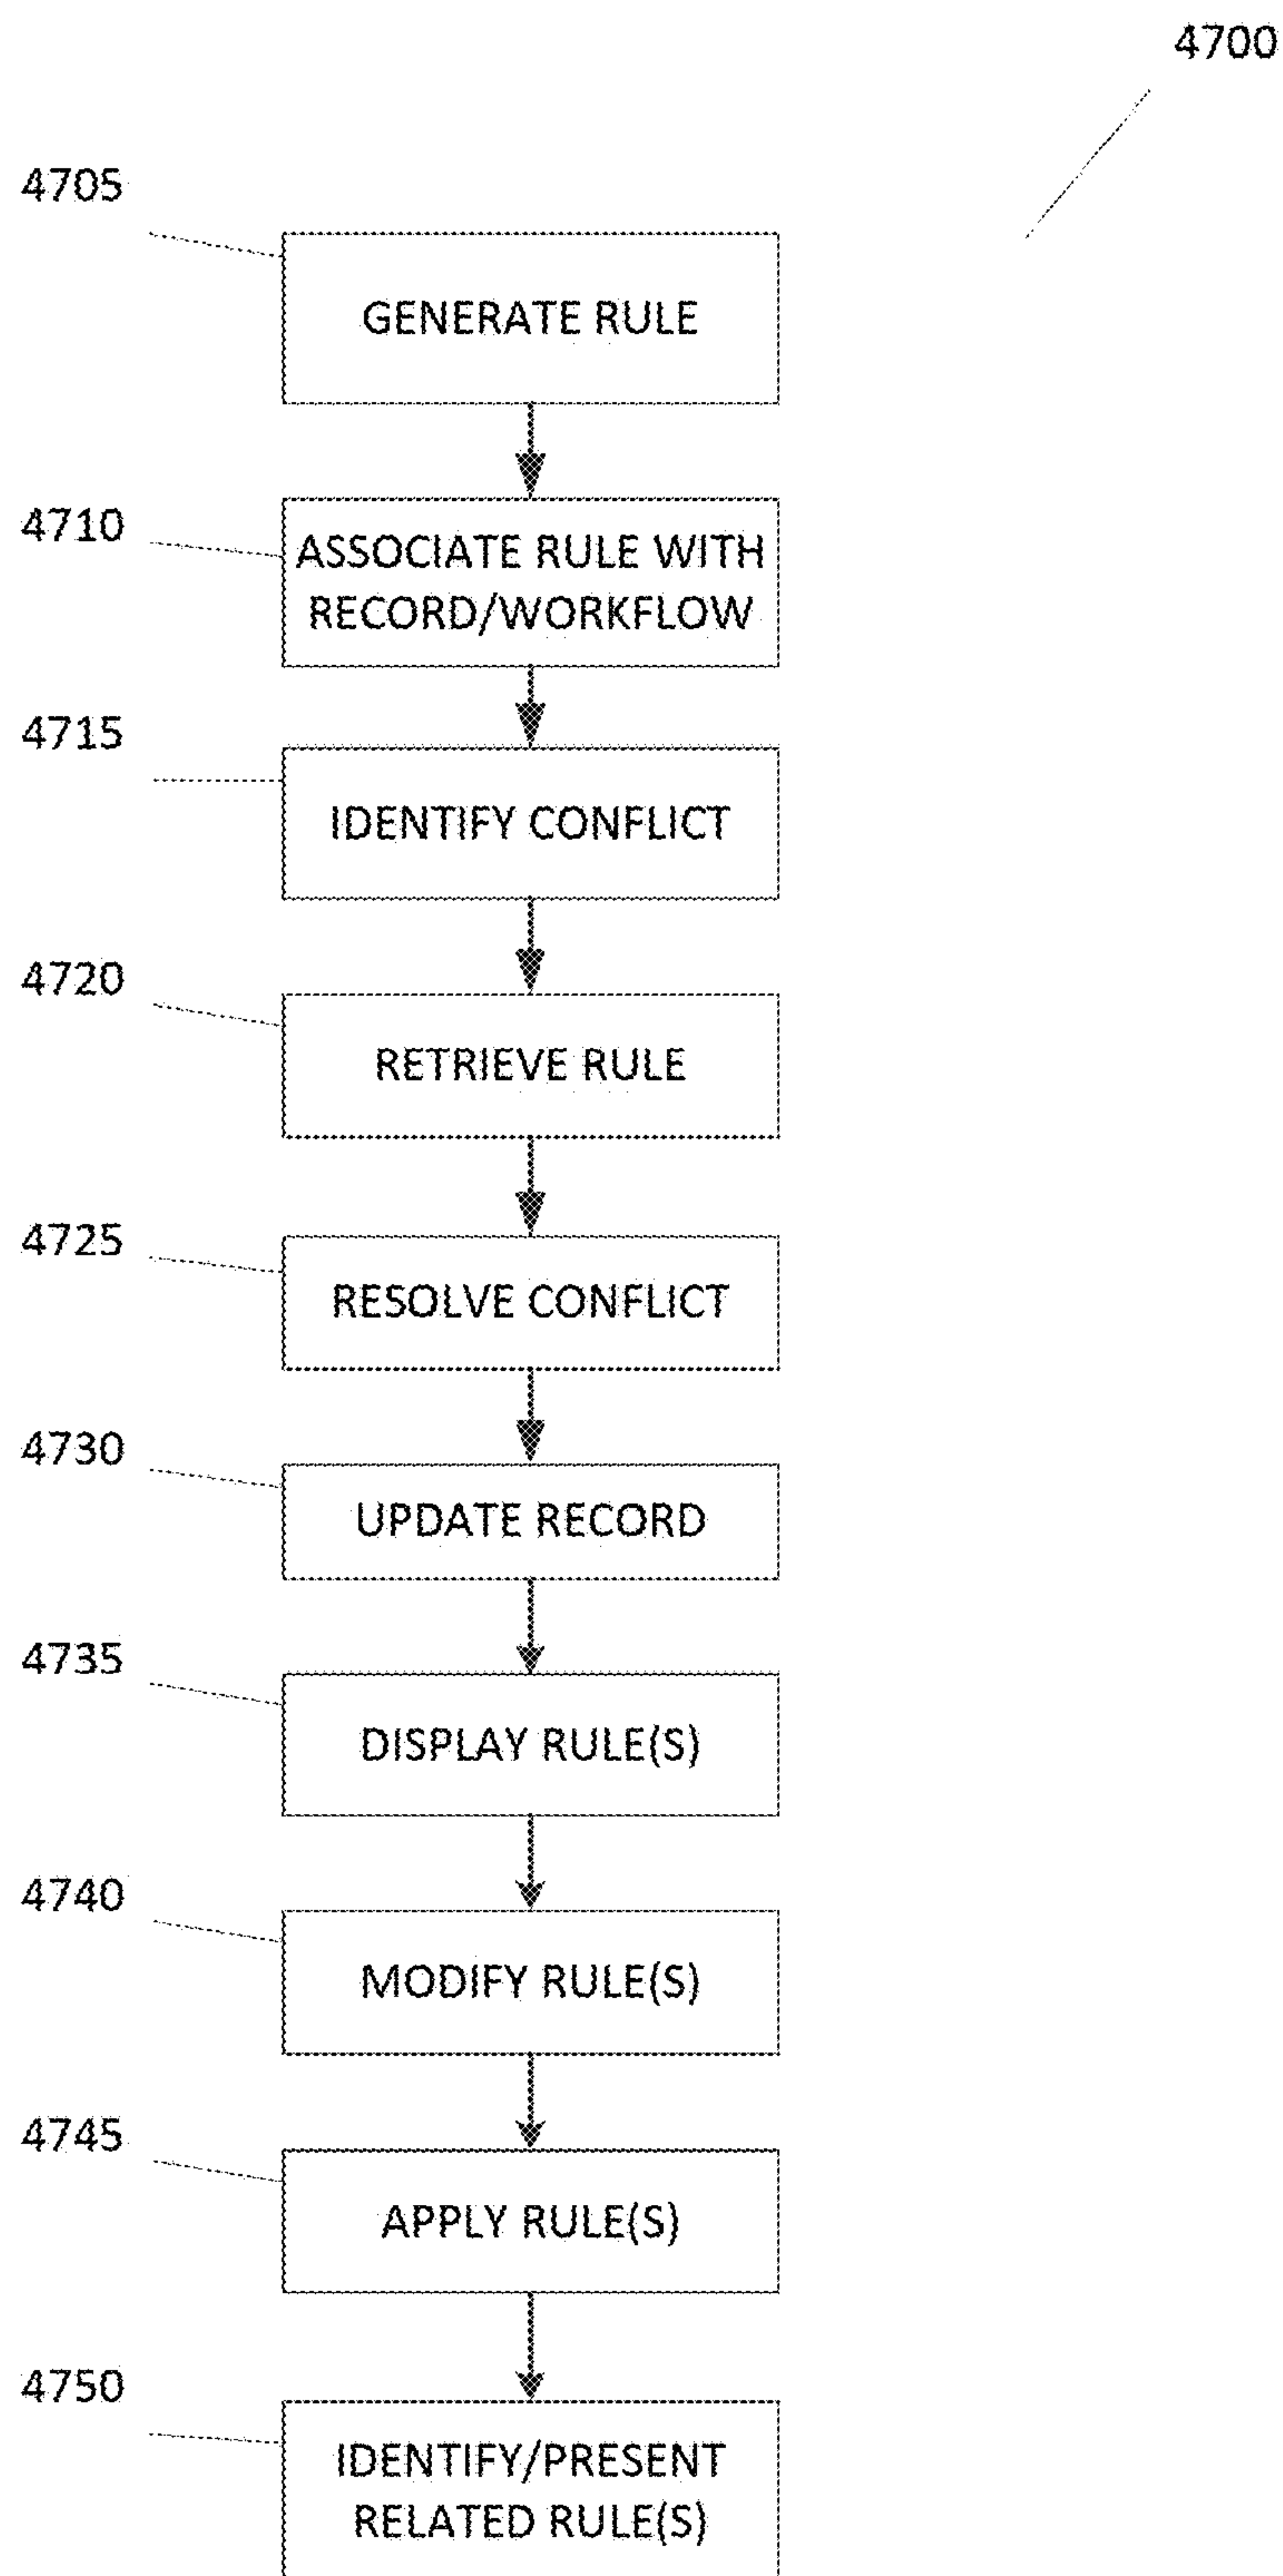 4700
4705
GENERATE RULE
4710
ASSOCIATE RULE WITH
RECORD/WORKFLOW
4715
IDENTIFY CONFLICT
4720
RETRIEVE RULE
4725
RESOLVE CONFLICT
4730
UPDATE RECORD
4735
DISPLAY RULE(S)
4740
MODIFY RULE(S)
4745
APPLY RULE(S)
4750
IDENTIFY/PRESENT
RELATED RULE(S)